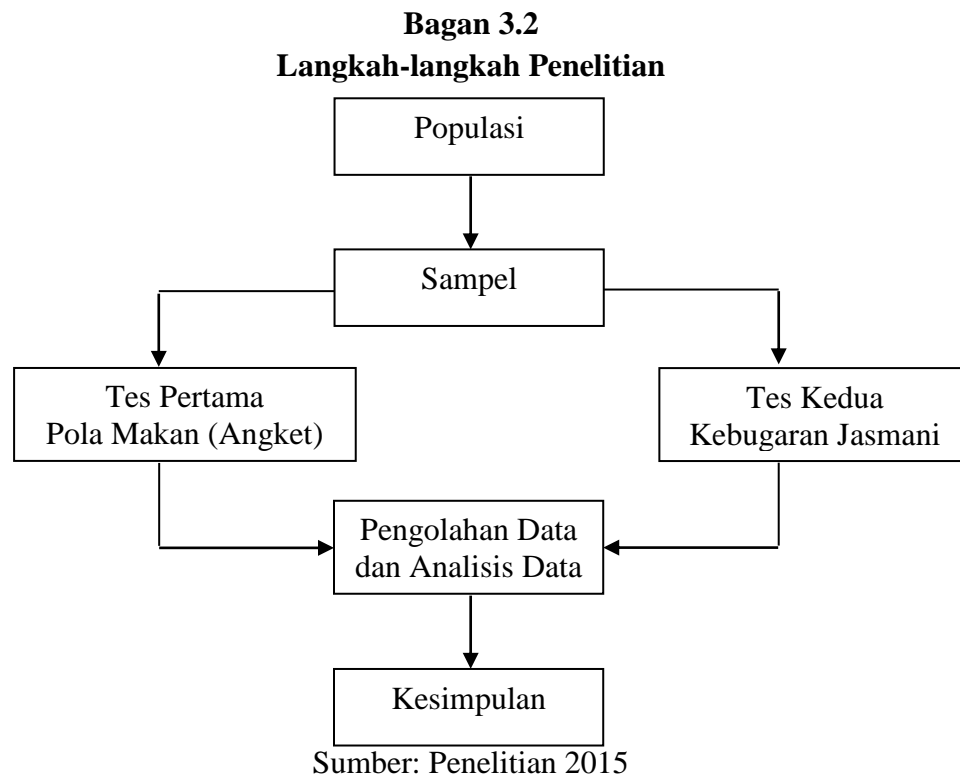 Bagan 3.2
Langkah-langkah Penelitian
Populasi
Sampel
Tes Pertama
Pola Makan (Angket)
Tes Kedua
Kebugaran Jasmani
Pengolahan Data
dan Analisis Data
Kesimpulan
Sumber: Penelitian 2015